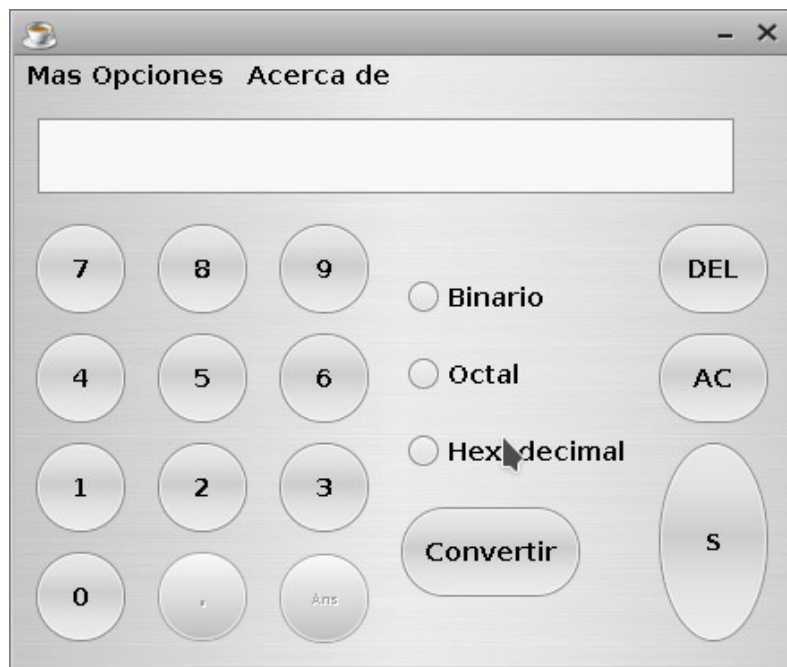 Mas Opciones Acerca de
7 8 9 DEL
Binario
4 5 6 Octal AC
Hexadecimal
1 2 3
Convertir S
0 . Ans